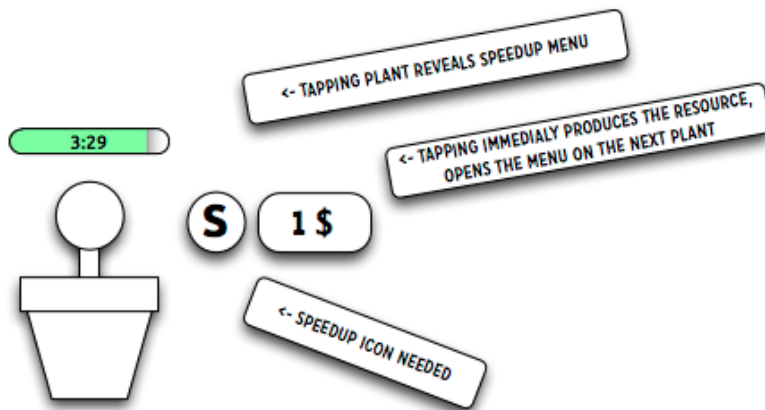 <- TAPPING PLANT REVEALS SPEEDUP MENU
<- TAPPING IMMEDIALY PRODUCES THE RESOURCE,
OPENS THE MENU ON THE NEXT PLANT
3:29
S
1 $
<- SPEEDUP ICON NEEDED